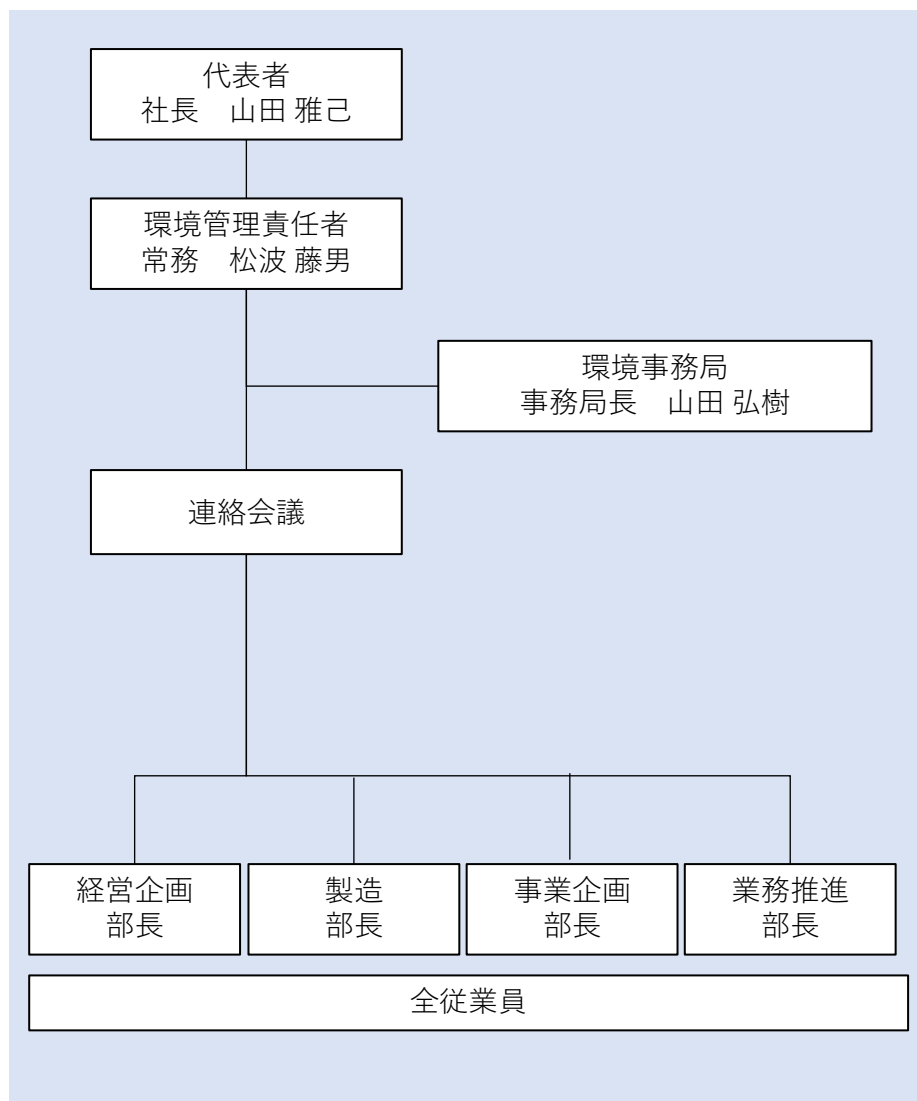 代表者
社長　山田 雅己
環境管理責任者
常務　松波 藤男
環境事務局
事務局長　山田 弘樹
連絡会議
経営企画
部長
製造
部長
事業企画
部長
業務推進
部長
全従業員